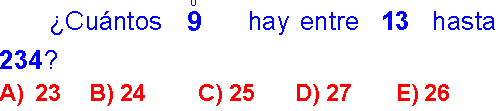 ¿Cuántos 9 hay entre 13 hasta
234?
A) 23 B) 24 C) 25 D) 27 E) 26